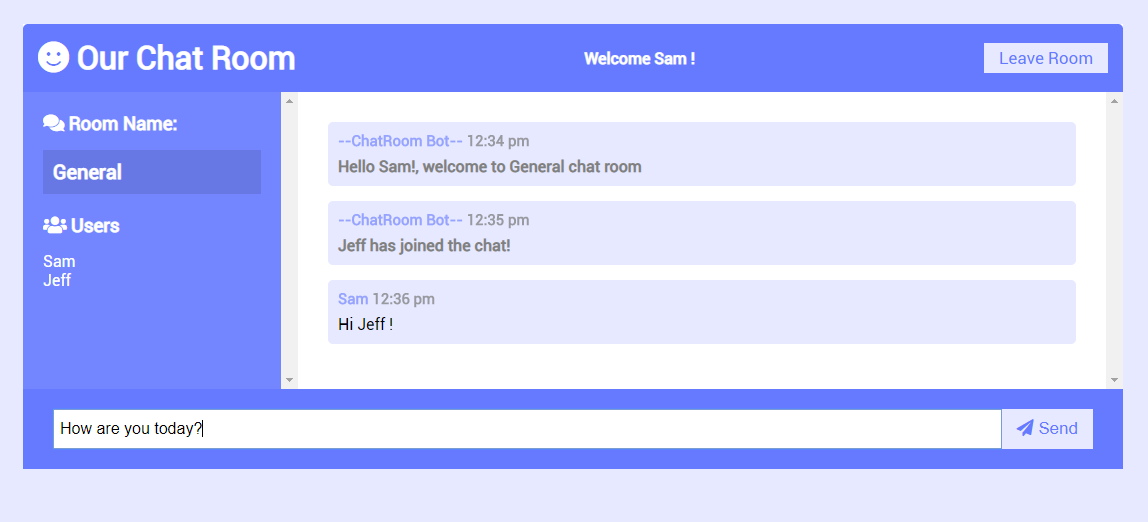 Our Chat Room
Welcome Sam !
Leave Room
Room Name:
General
Users
Sam
Jeff
--ChatRoom Bot-- 12:34 pm
Hello Sam!, welcome to General chat room
--ChatRoom Bot-- 12:35 pm
Jeff has joined the chat!
Sam 12:36 pm
Hi Jeff !
How are you today?
Send